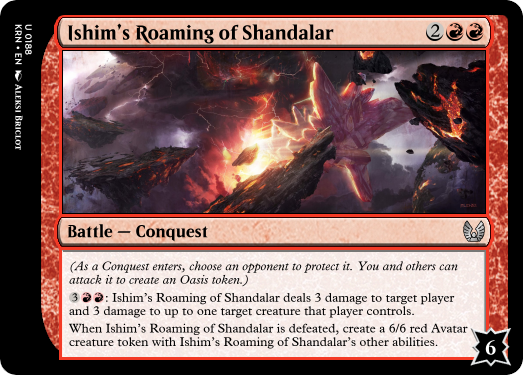 Ishim's Roaming of Shandalar 2
Battle — Conquest
(As a Conquest enters, choose an opponent to protect it. You and others can
attack it to create an Oasis token.)
3: Ishim's Roaming of Shandalar deals 3 damage to target player
and 3 damage to up to one target creature that player controls.
When Ishim's Roaming of Shandalar is defeated, create a 6/6 red Avatar
creature token with Ishim's Roaming of Shandalar's other abilities.
6
U 0188
KRN • EN Aleksi Briclot